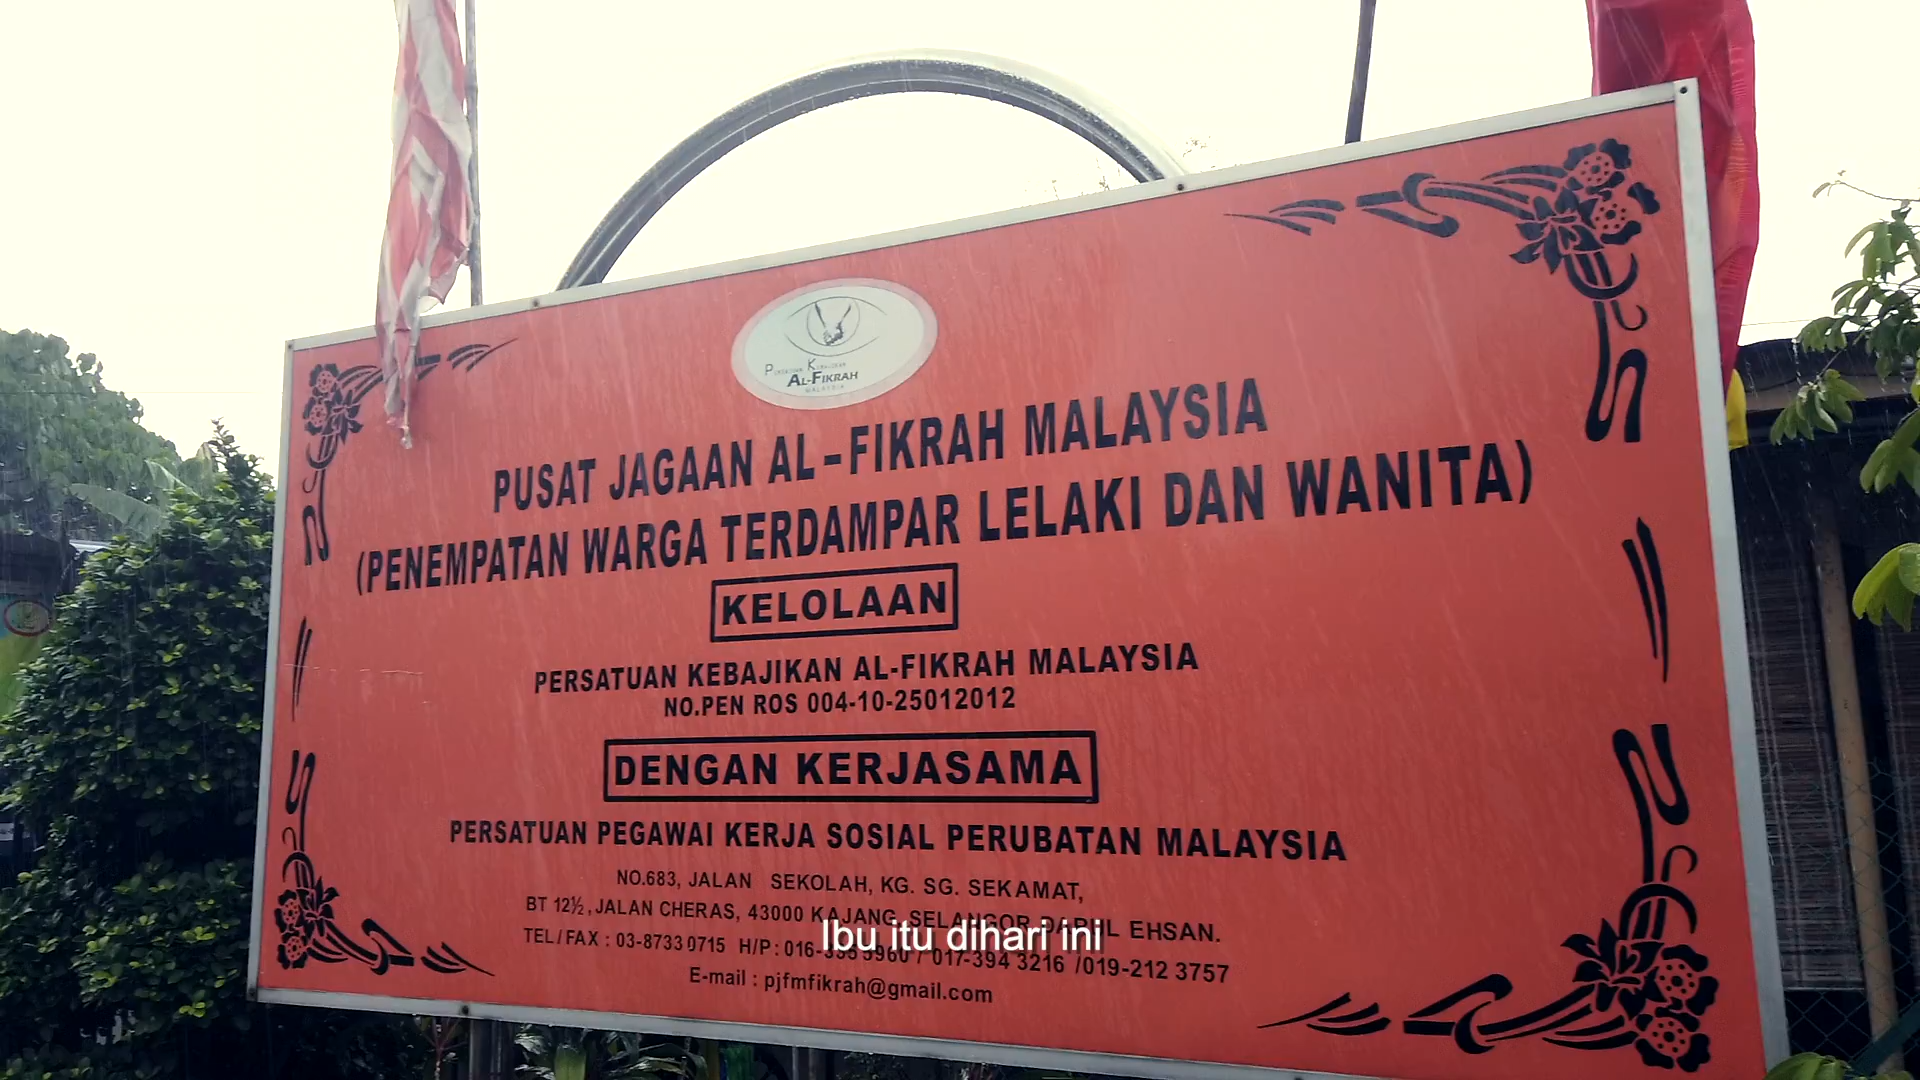 PERSATUAN KEBAJIKAN
AL-FIKRAH
MALAYSIA
PUSAT JAGAAN AL-FIKRAH MALAYSIA
(PENEMPATAN WARGA TERDAMPAR LELAKI DAN WANITA)
KELOLAAN
PERSATUAN KEBAJIKAN AL-FIKRAH MALAYSIA
NO.PEN ROS 004-10-25012012
DENGAN KERJASAMA
PERSATUAN PEGAWAI KERJA SOSIAL PERUBATAN MALAYSIA
NO.683, JALAN SEKOLAH, KG. SG. SEKAMAT,
BT 12½, JALAN CHERAS, 43000 KAJANG, SELANGOR DARUL EHSAN.
TEL/FAX : 03-8733 0715 H/P : 016- 5960 / 017-394 3216 /019-212 3757
E-mail : pjfmfikrah@gmail.com
Ibu itu dihari ini